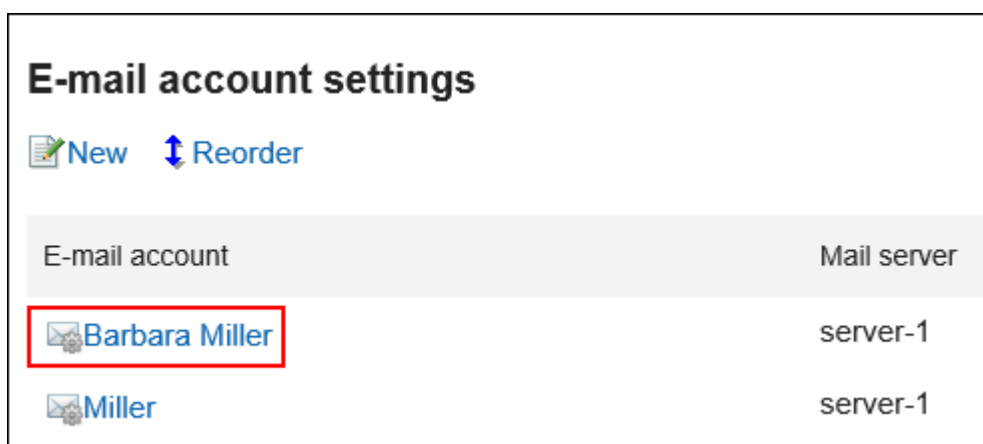 E-mail account settings
New Reorder
E-mail account Mail server
Barbara Miller server-1
Miller server-1